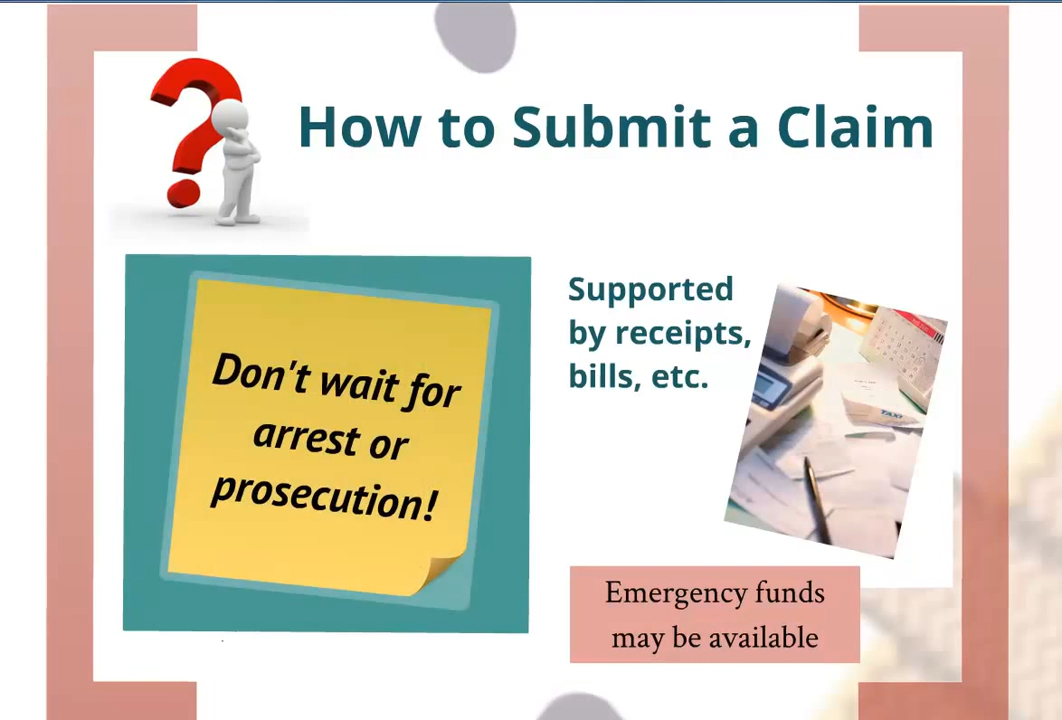 How to Submit a Claim
Don't wait for
arrest or
prosecution!
Supported
by receipts,
bills, etc.
TAXI
Emergency funds
may be available